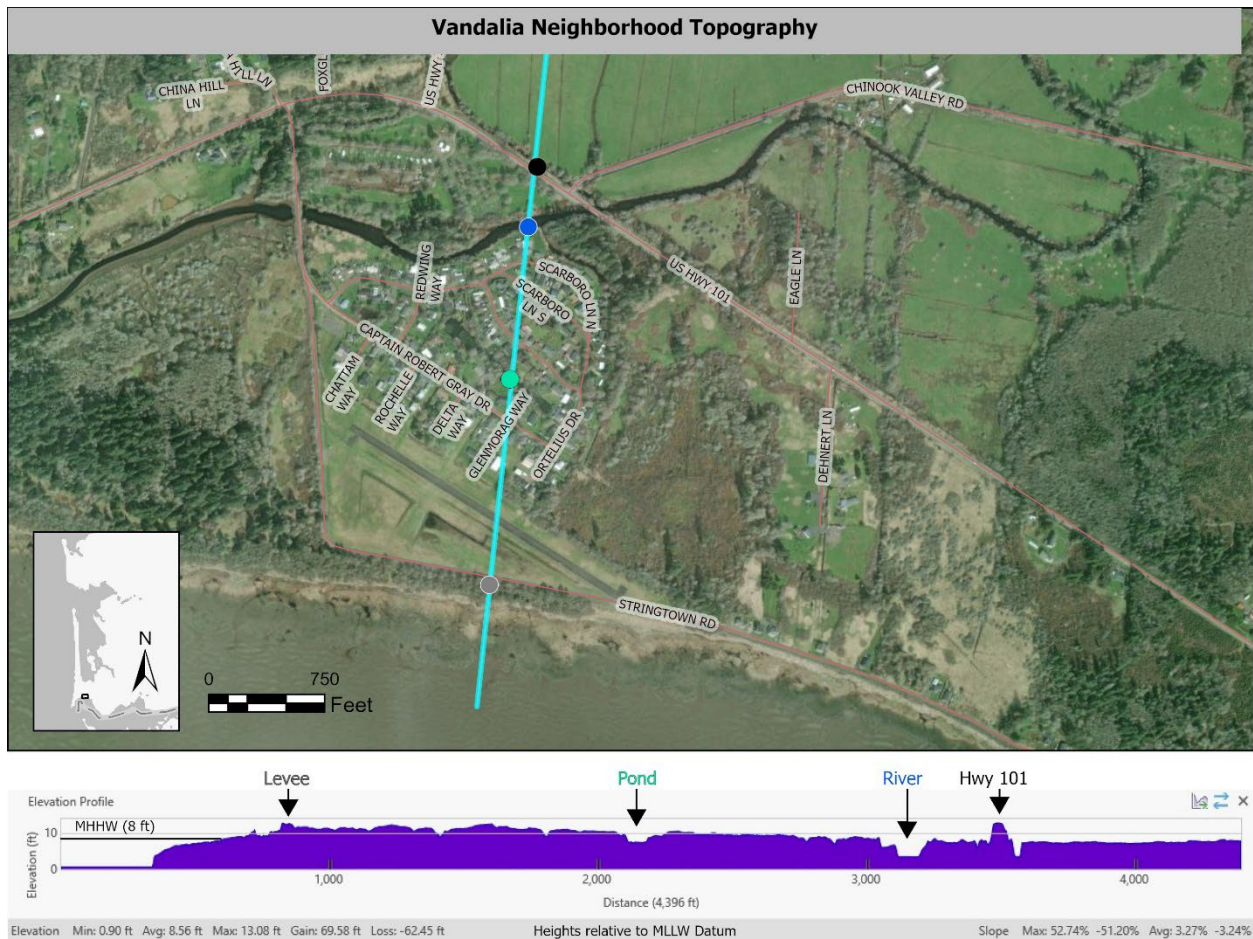 Vandalia Neighborhood Topography
CHINA HILL
LN
HILL LN
FOXGL
US HWY
CHINOOK VALLEY RD
REDWING
WAY
SCARBORO LN N
SCARBORO
LN S
US HWY 101
EAGLE LN
CAPTAIN ROBERT GRAY DR
CHATTAM
WAY
ROCHELLE
WAY
DELTA
WAY
GLENMORAG WAY
ORTELIUS DR
DEHNERT LN
STRINGTOWN RD
N
0 750
Feet
Levee Pond River Hwy 101
Elevation Profile
MHHW (8 ft)
Elevation (ft)
10
0
1,000 2,000 3,000 4,000
Distance (4,396 ft)
Elevation Min: 0.90 ft Avg: 8.56 ft Max: 13.08 ft Gain: 69.58 ft Loss: -62.45 ft Heights relative to MLLW Datum Slope Max: 52.74% -51.20% Avg: 3.27% -3.24%